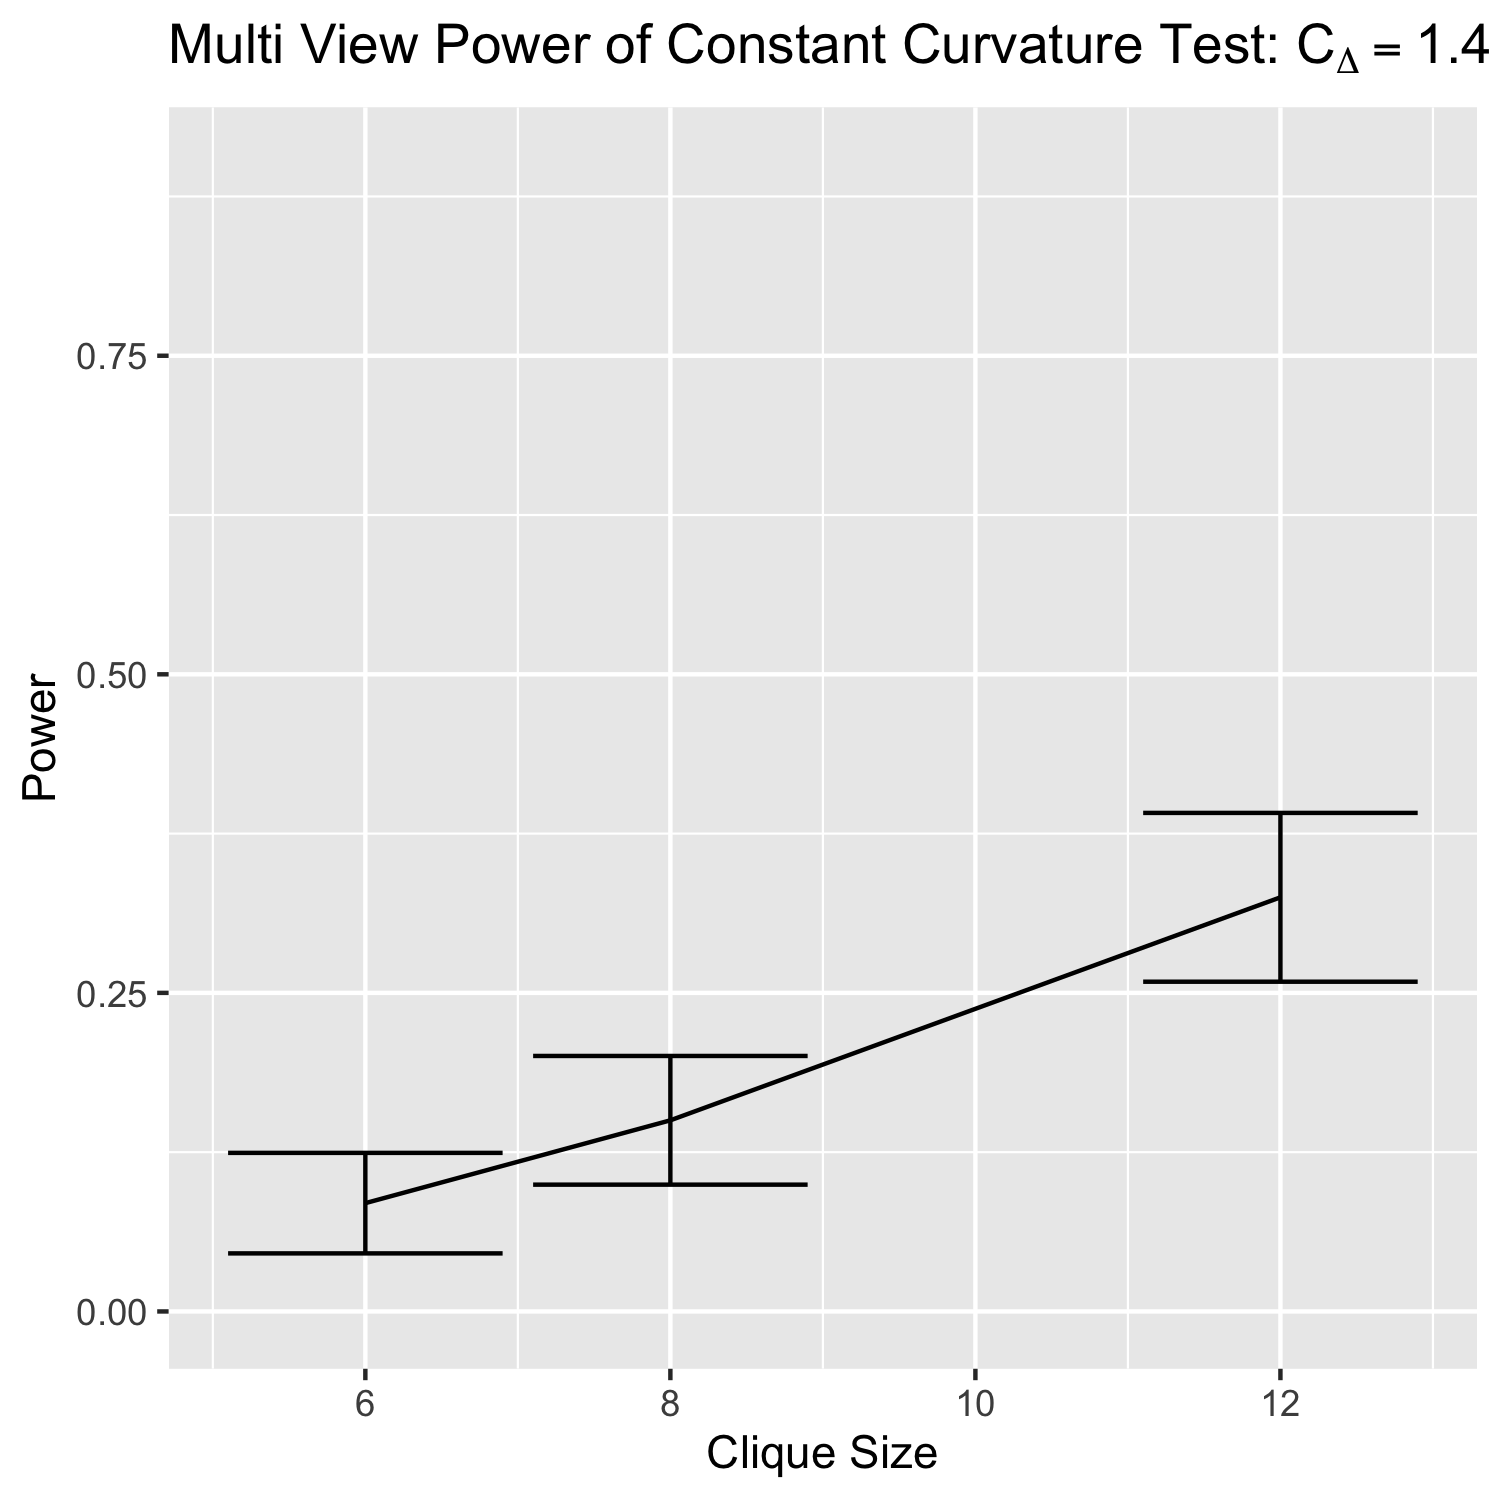 Multi View Power of Constant Curvature Test: C_Δ = 1.4
Power
0.75
0.50
0.25
0.00
6 8 10 12
Clique Size